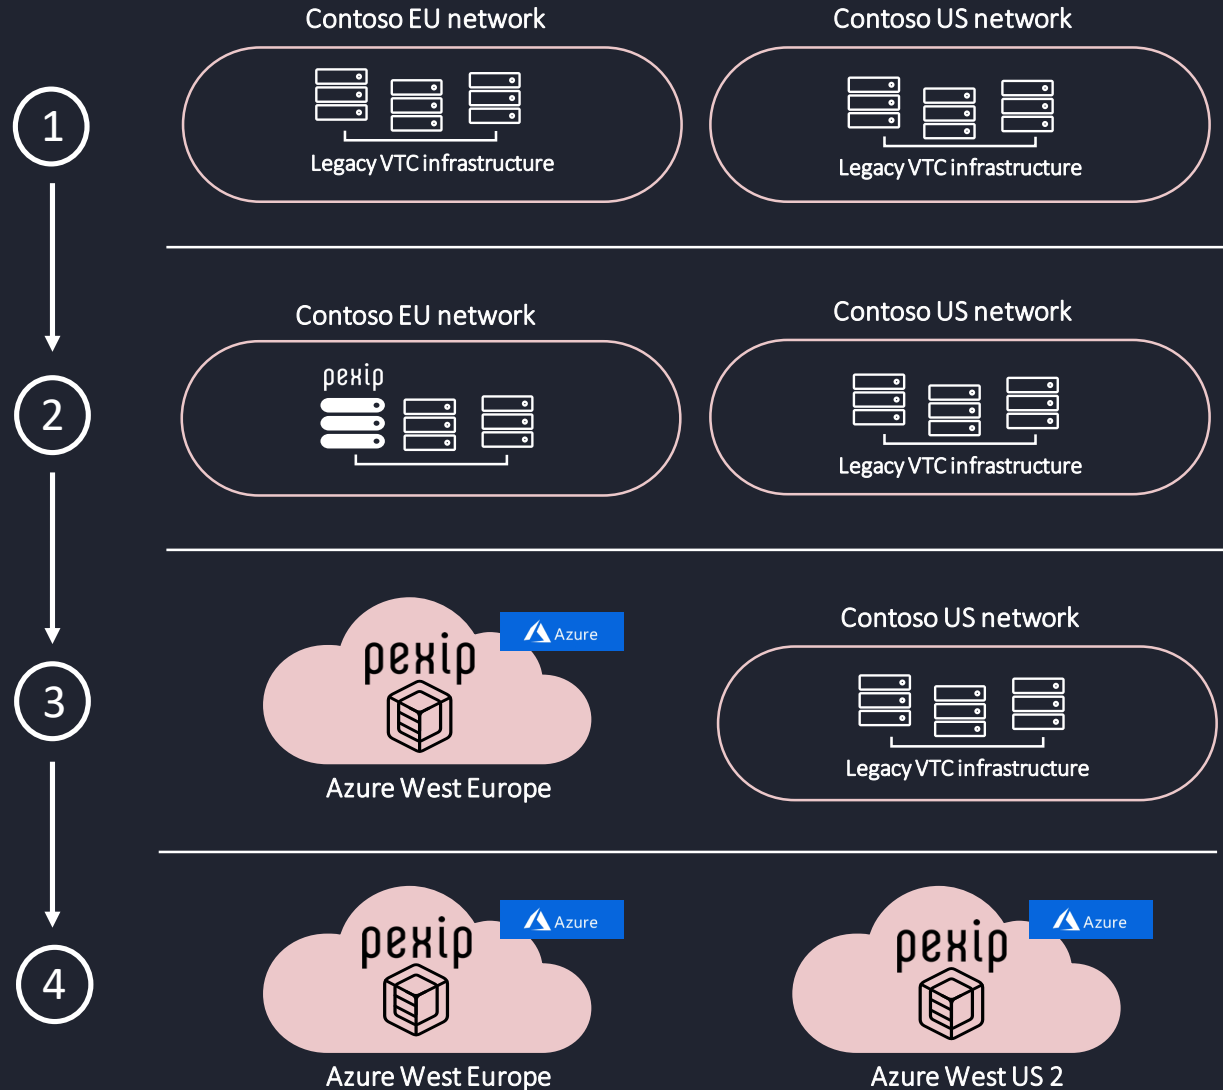 Contoso EU network
Contoso US network
1
Legacy VTC infrastructure
Legacy VTC infrastructure
Contoso EU network
Contoso US network
2
pexip
Legacy VTC infrastructure
3
pexip
Azure
Azure West Europe
Contoso US network
Legacy VTC infrastructure
4
pexip
Azure
Azure West Europe
pexip
Azure
Azure West US 2